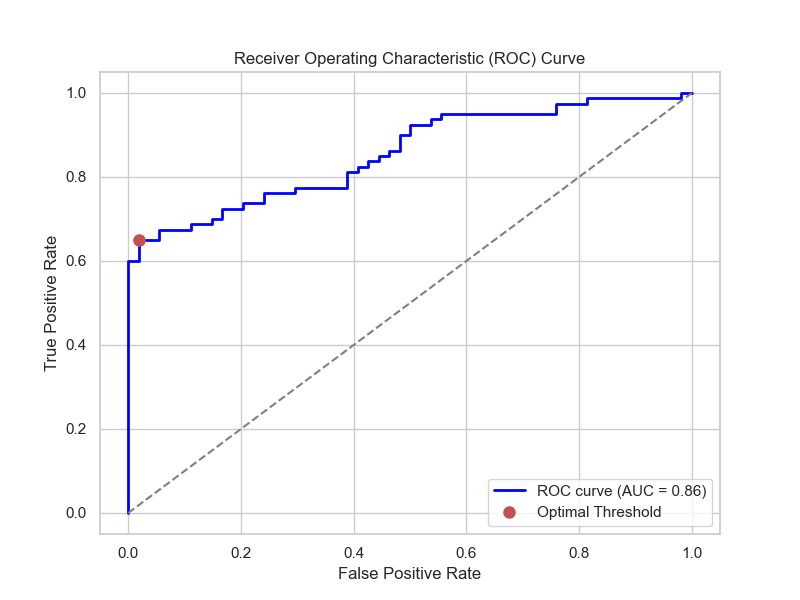 Receiver Operating Characteristic (ROC) Curve
True Positive Rate
1.0
0.8
0.6
0.4
0.2
0.0
0.0 0.2 0.4 0.6 0.8 1.0
False Positive Rate
ROC curve (AUC = 0.86)
Optimal Threshold